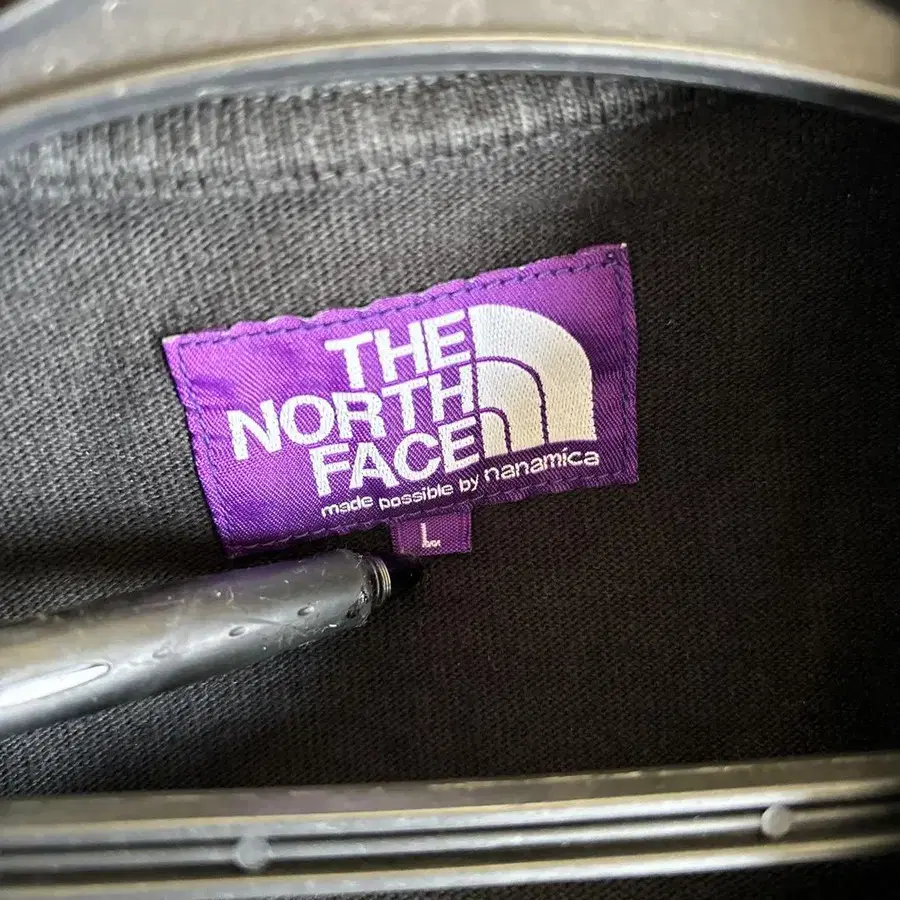 THE
NORTH
FACE
made possible by nanamica
L